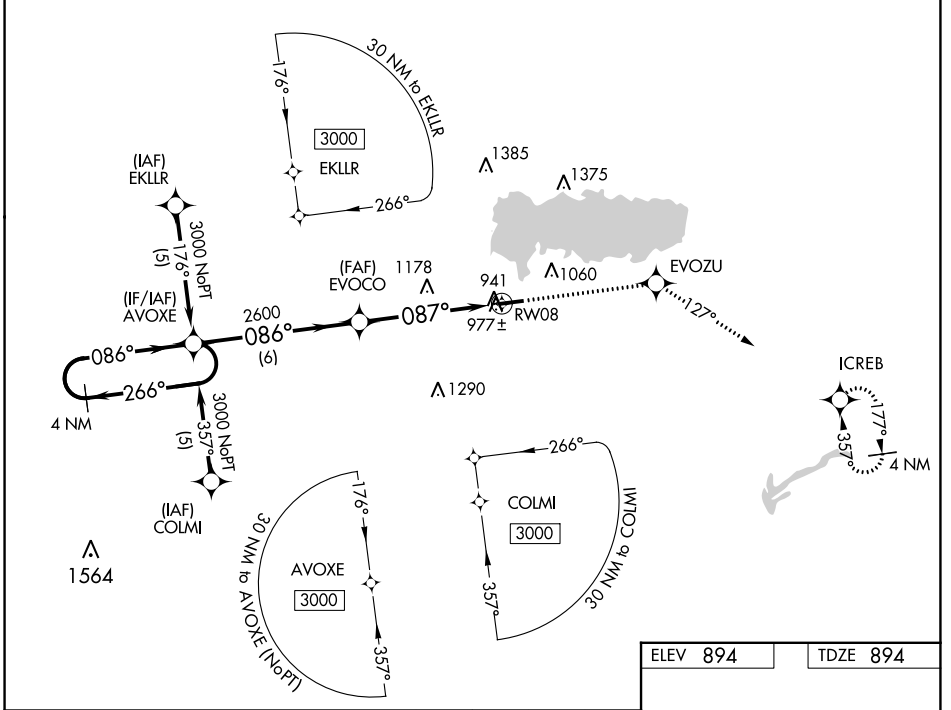 30 NM to EKLLR
176°
3000
EKLLR
266°
1385
1375
(IAF)
EKLLR
3000 NoPT
176°
(5)
(FAF)
EVOCO
1178
941
1060
EVOZU
(IF/IAF)
AVOXE
2600
086°
(6)
087°
977±
RW08
127°
086°
266°
4 NM
1290
ICREB
177°
357°
4 NM
3000 NoPT
357°
(5)
(IAF)
COLMI
1564
266°
COLMI
3000
357°
30 NM to COLMI
176°
AVOXE
3000
357°
30 NM to AVOXE (NoPT)
ELEV 894
TDZE 894